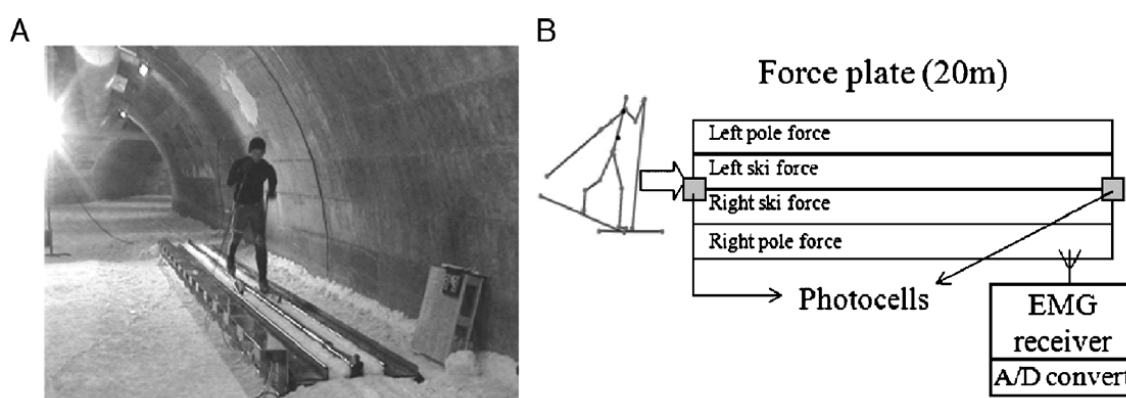 A
B
Force plate (20m)
Left pole force
Left ski force
Right ski force
Right pole force
Photocells
EMG
receiver
A/D convert